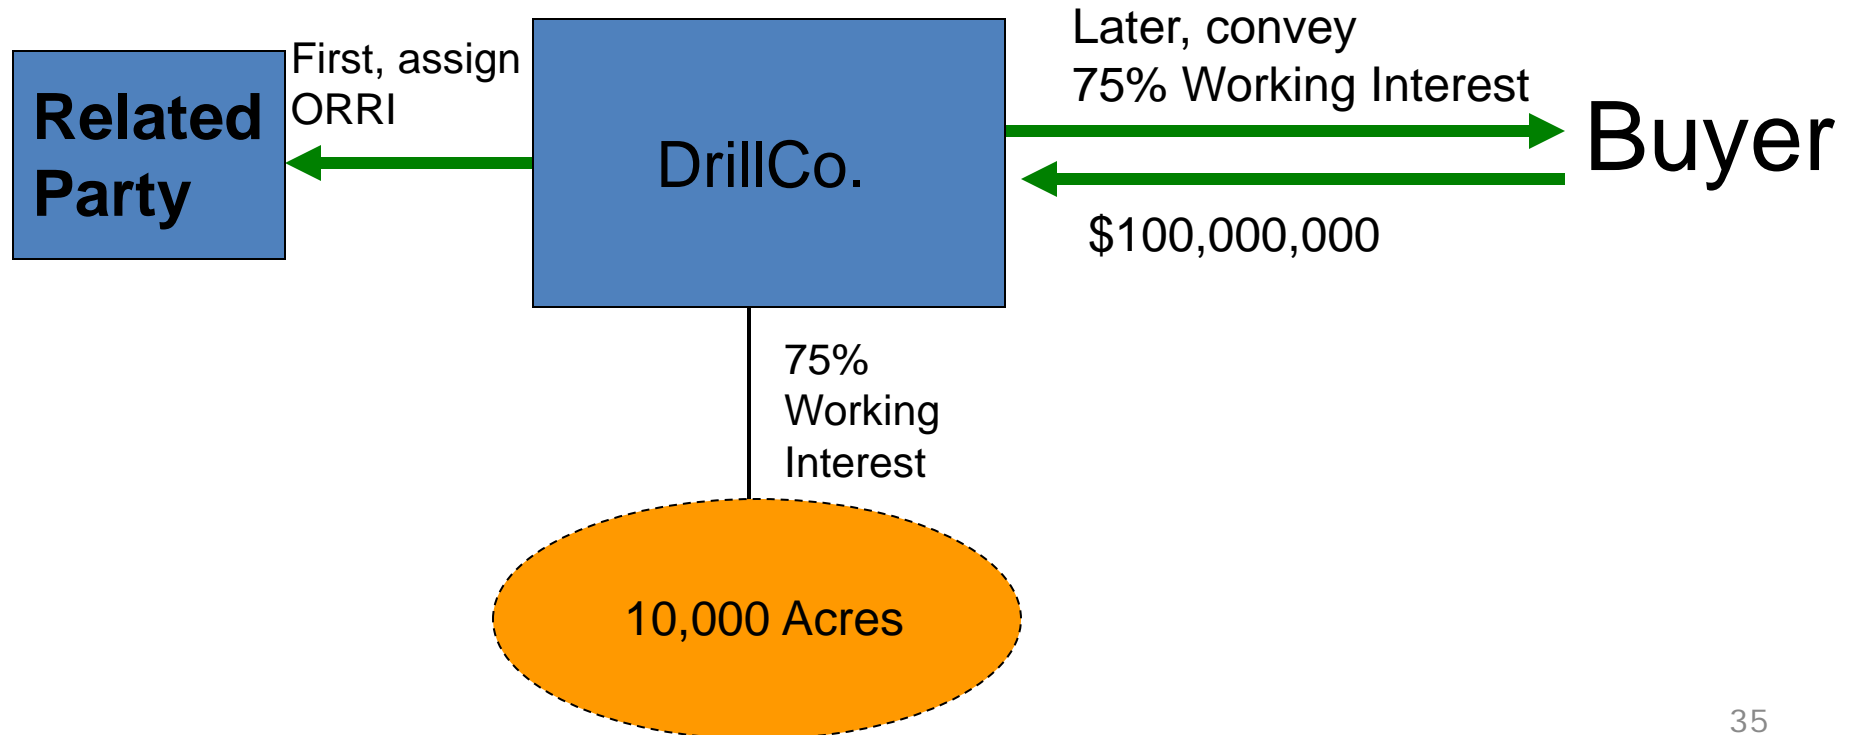 Related
Party
First, assign
ORRI
DrillCo.
Later, convey
75% Working Interest
Buyer
$100,000,000
75%
Working
Interest
10,000 Acres
35